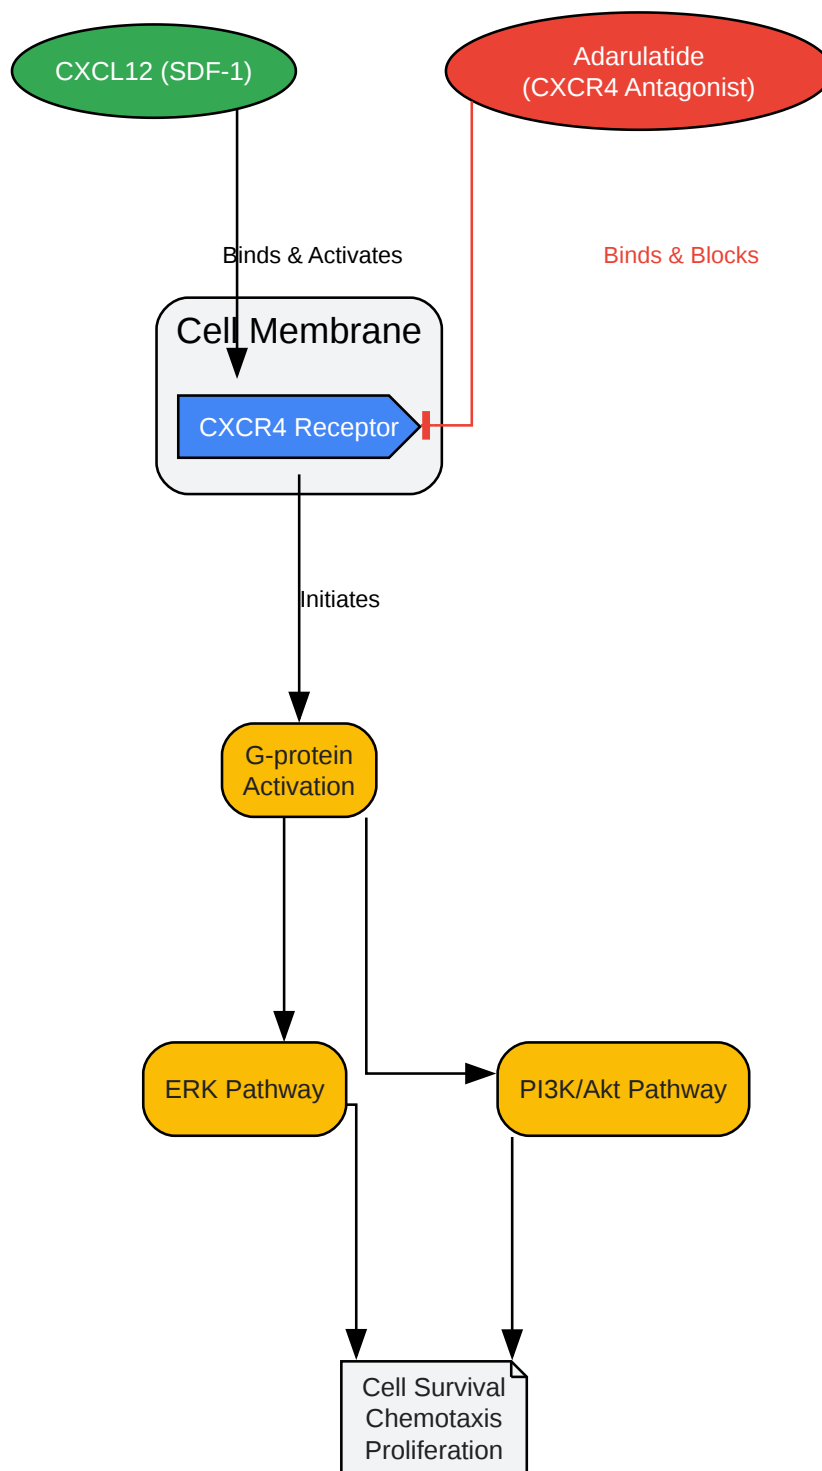 CXCL12 (SDF-1)
Adarulatide
(CXCR4 Antagonist)
Binds & Activates
Binds & Blocks
Cell Membrane
CXCR4 Receptor
Initiates
G-protein
Activation
ERK Pathway
PI3K/Akt Pathway
Cell Survival
Chemotaxis
Proliferation